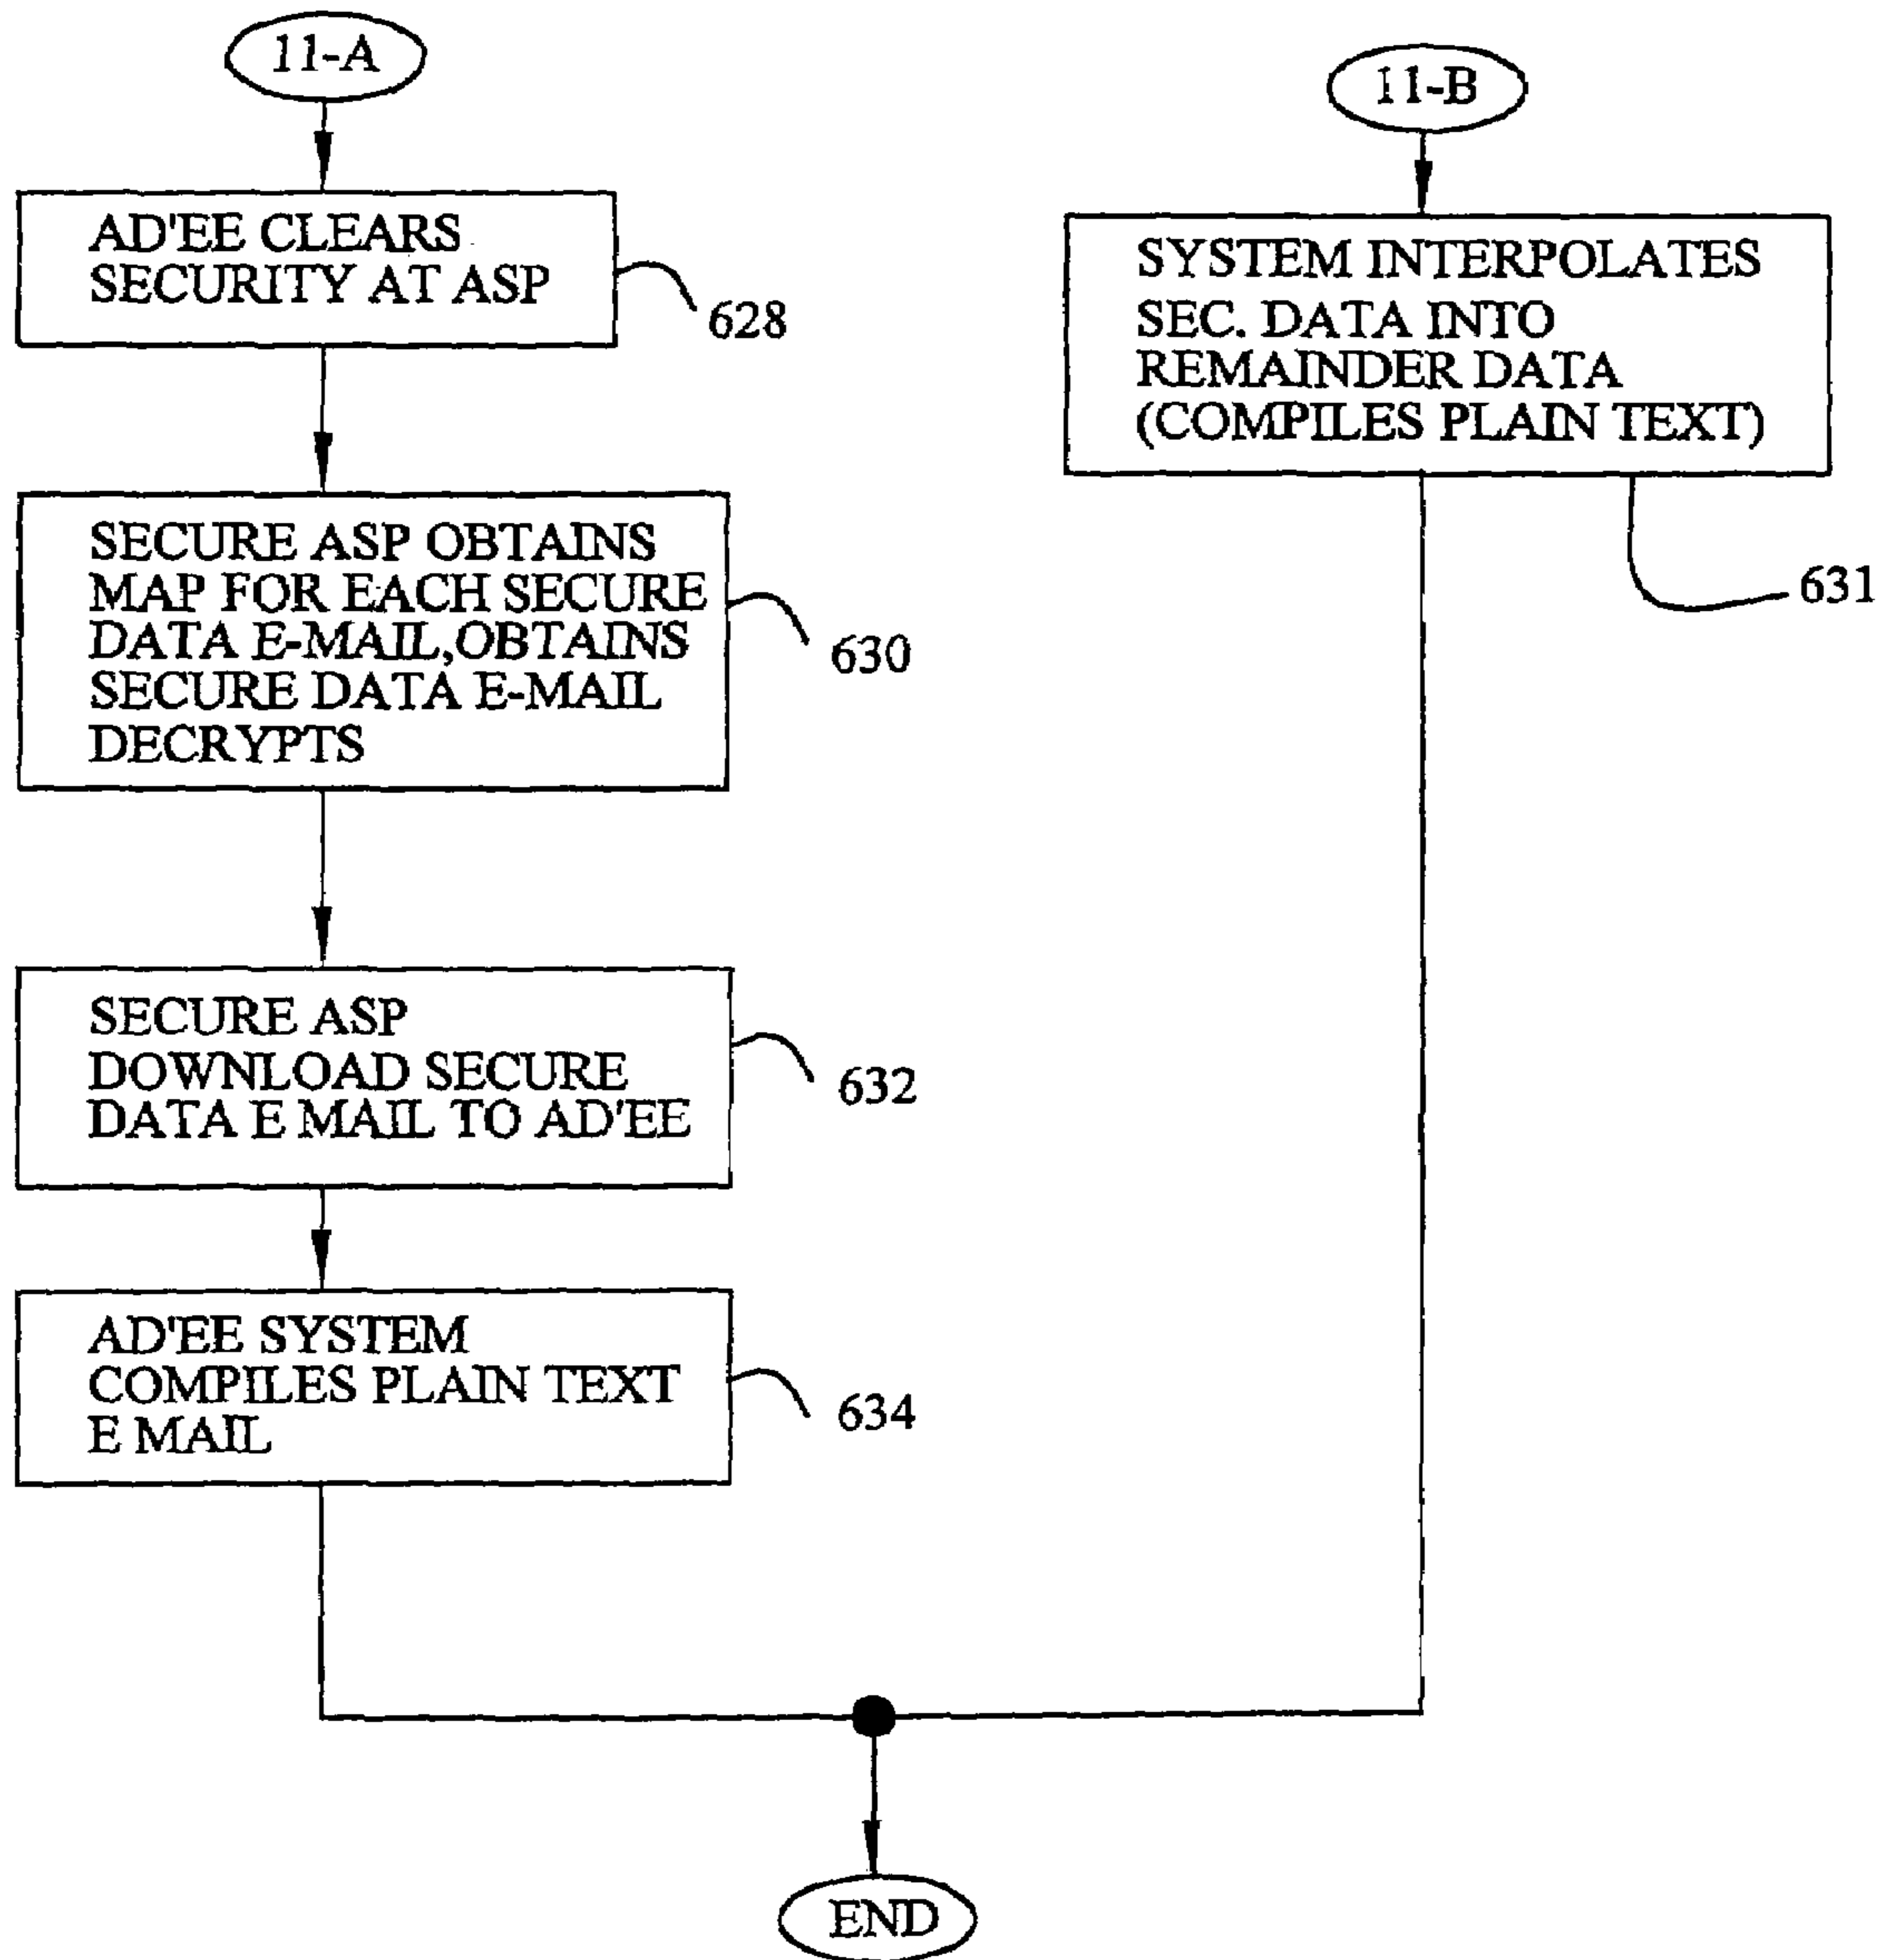 11-A
AD'EE CLEARS
SECURITY AT ASP
628
SECURE ASP OBTAINS
MAP FOR EACH SECURE
DATA E-MAIL,OBTAINS
SECURE DATA E-MAIL
DECRYPTS
630
SECURE ASP
DOWNLOAD SECURE
DATA E MAIL TO AD'EE
632
AD'EE SYSTEM
COMPILES PLAIN TEXT
E MAIL
634
11-B
SYSTEM INTERPOLATES
SEC. DATA INTO
REMAINDER DATA
(COMPILES PLAIN TEXT)
631
END